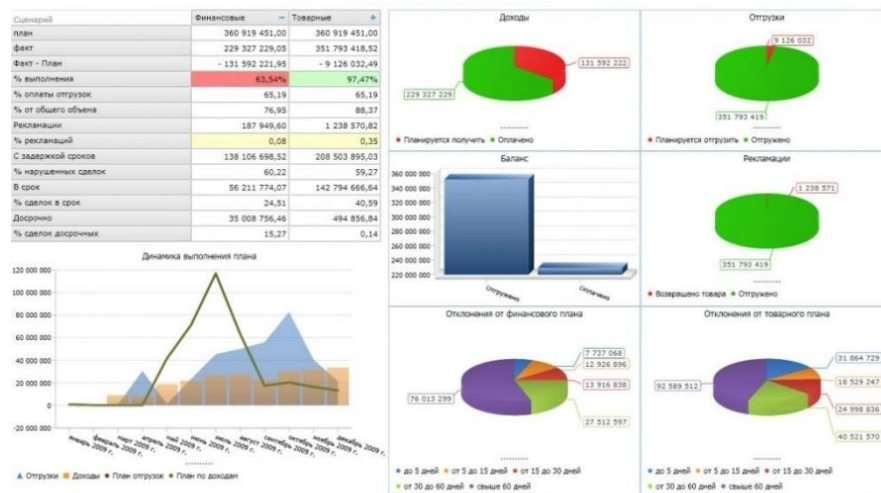 Сценарий Финансовые − Товарные +
план 360 919 451,00 360 919 451,00
факт 229 327 229,05 351 793 418,52
Факт - План - 131 592 221,95 - 9 126 032,49
% выполнения 63,54% 97,47%
% оплаты отгрузок 65,19 65,19
% от общего объема 76,95 88,37
Рекламации 187 949,60 1 238 570,82
% рекламаций 0,08 0,35
С задержкой сроков 138 106 698,52 208 503 895,03
% нарушенных сделок 60,22 59,27
В срок 56 211 774,07 142 794 666,64
% сделок в срок 24,51 40,59
Досрочно 35 008 756,46 494 856,84
% сделок досрочных 15,27 0,14
Динамика выполнения плана
120 000 000
100 000 000
80 000 000
60 000 000
40 000 000
20 000 000
0
-20 000 000
январь 2009 г.
февраль 2009 г.
март 2009 г.
апрель 2009 г.
май 2009 г.
июнь 2009 г.
июль 2009 г.
август 2009 г.
сентябрь 2009 г.
октябрь 2009 г.
ноябрь 2009 г.
декабрь 2009 г.
Отгрузки Доходы План отгрузок План по доходам
Доходы
131 592 222
229 327 229
Планируется получить Оплачено
Отгрузки
9 126 032
351 793 419
Планируется отгрузить Отгружено
Баланс
360 000 000
340 000 000
320 000 000
300 000 000
280 000 000
260 000 000
240 000 000
220 000 000
Отгружено
Оплачено
Рекламации
1 238 571
351 793 419
Возвращено товара Отгружено
Отклонения от финансового плана
7 737 068
12 926 896
13 916 838
76 013 299
27 512 597
до 5 дней от 5 до 15 дней от 15 до 30 дней
от 30 до 60 дней свыше 60 дней
Отклонения от товарного плана
31 864 729
18 529 247
92 589 512
24 998 836
40 521 570
до 5 дней от 5 до 15 дней от 15 до 30 дней
от 30 до 60 дней свыше 60 дней